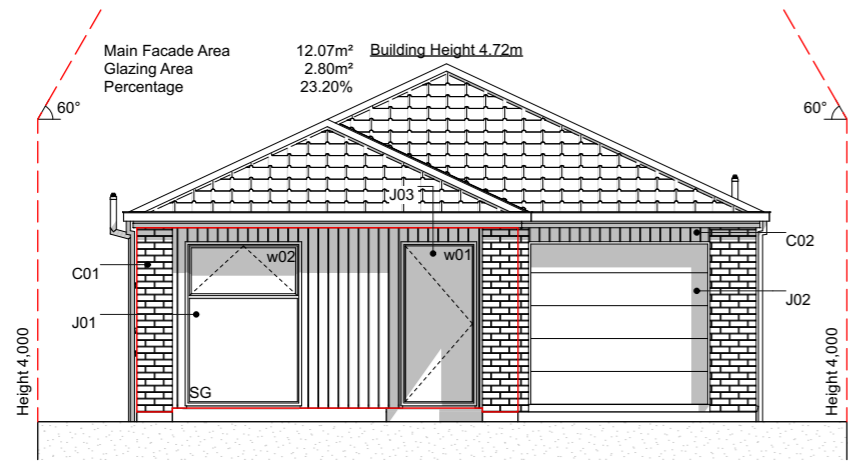 Main Facade Area 12.07m² Building Height 4.72m
Glazing Area 2.80m²
Percentage 23.20%
60°
60°
J03
w02
w01
C02
C01
J02
J01
SG
Height 4,000
Height 4,000